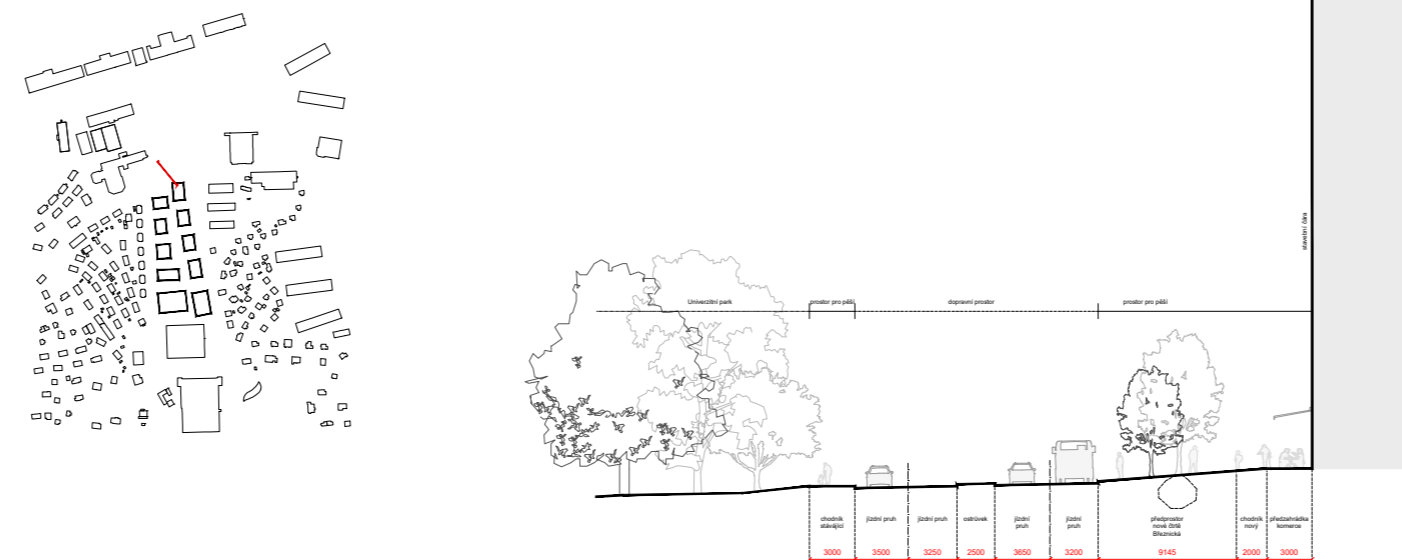 stavební čára
Univerzitní park
prostor pro pěší
dopravní prostor
prostor pro pěší
chodník
stávající
jízdní pruh
jízdní pruh
ostrůvek
jízdní
pruh
jízdní
pruh
předprostor
nové čtvrtě
Březnická
chodník
nový
předzahrádka
komerce
3000
3500
3250
2500
3650
3200
9145
2000
3000